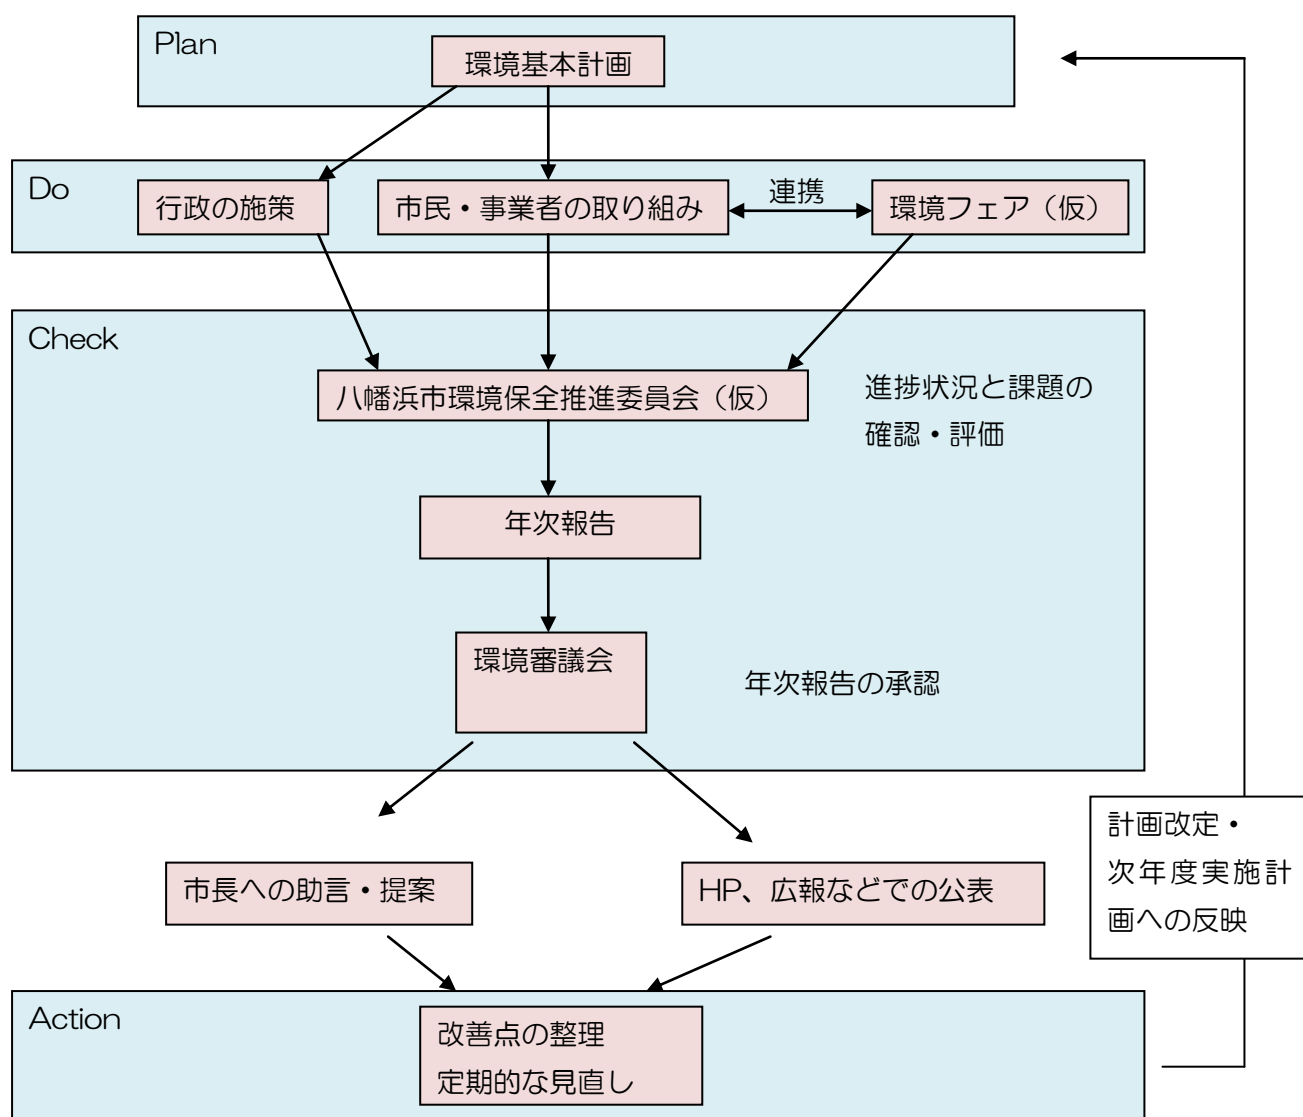 Plan
環境基本計画
Do
行政の施策
市民・事業者の取り組み
連携
環境フェア（仮）
Check
八幡浜市環境保全推進委員会（仮）
進捗状況と課題の
確認・評価
年次報告
環境審議会
年次報告の承認
市長への助言・提案
HP、広報などでの公表
計画改定・
次年度実施計
画への反映
Action
改善点の整理
定期的な見直し